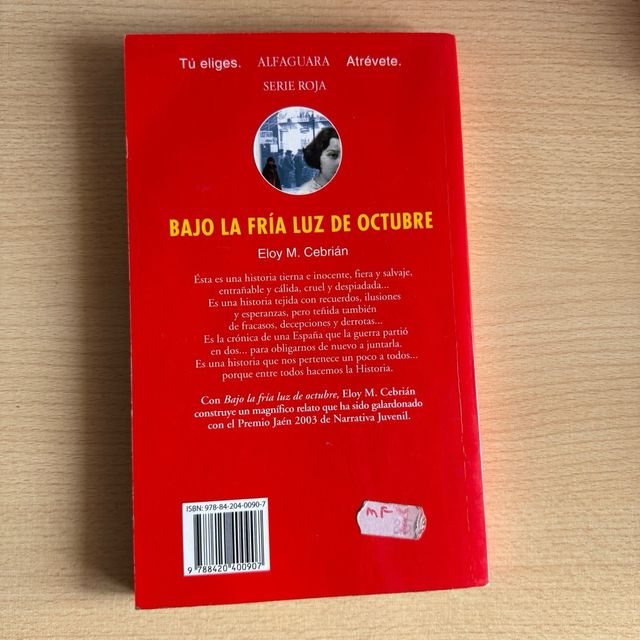 Tú eliges. ALFAGUARA Atrévete.
SERIE ROJA
BAJO LA FRÍA LUZ DE OCTUBRE
Eloy M. Cebrián
Ésta es una historia tierna e inocente, fiera y salvaje,
entrañable y cálida, cruel y despiadada...
Es una historia tejida con recuerdos, ilusiones
y esperanzas, pero teñida también
de fracasos, decepciones y derrotas...
Es la crónica de una España que la guerra partió
en dos... para obligarnos de nuevo a juntarla.
Es una historia que nos pertenece un poco a todos...
porque entre todos hacemos la Historia.
Con Bajo la fría luz de octubre, Eloy M. Cebrián
construye un magnífico relato que ha sido galardonado
con el Premio Jaén 2003 de Narrativa Juvenil.
ISBN: 978-84-204-0090-7
9 788420 400907